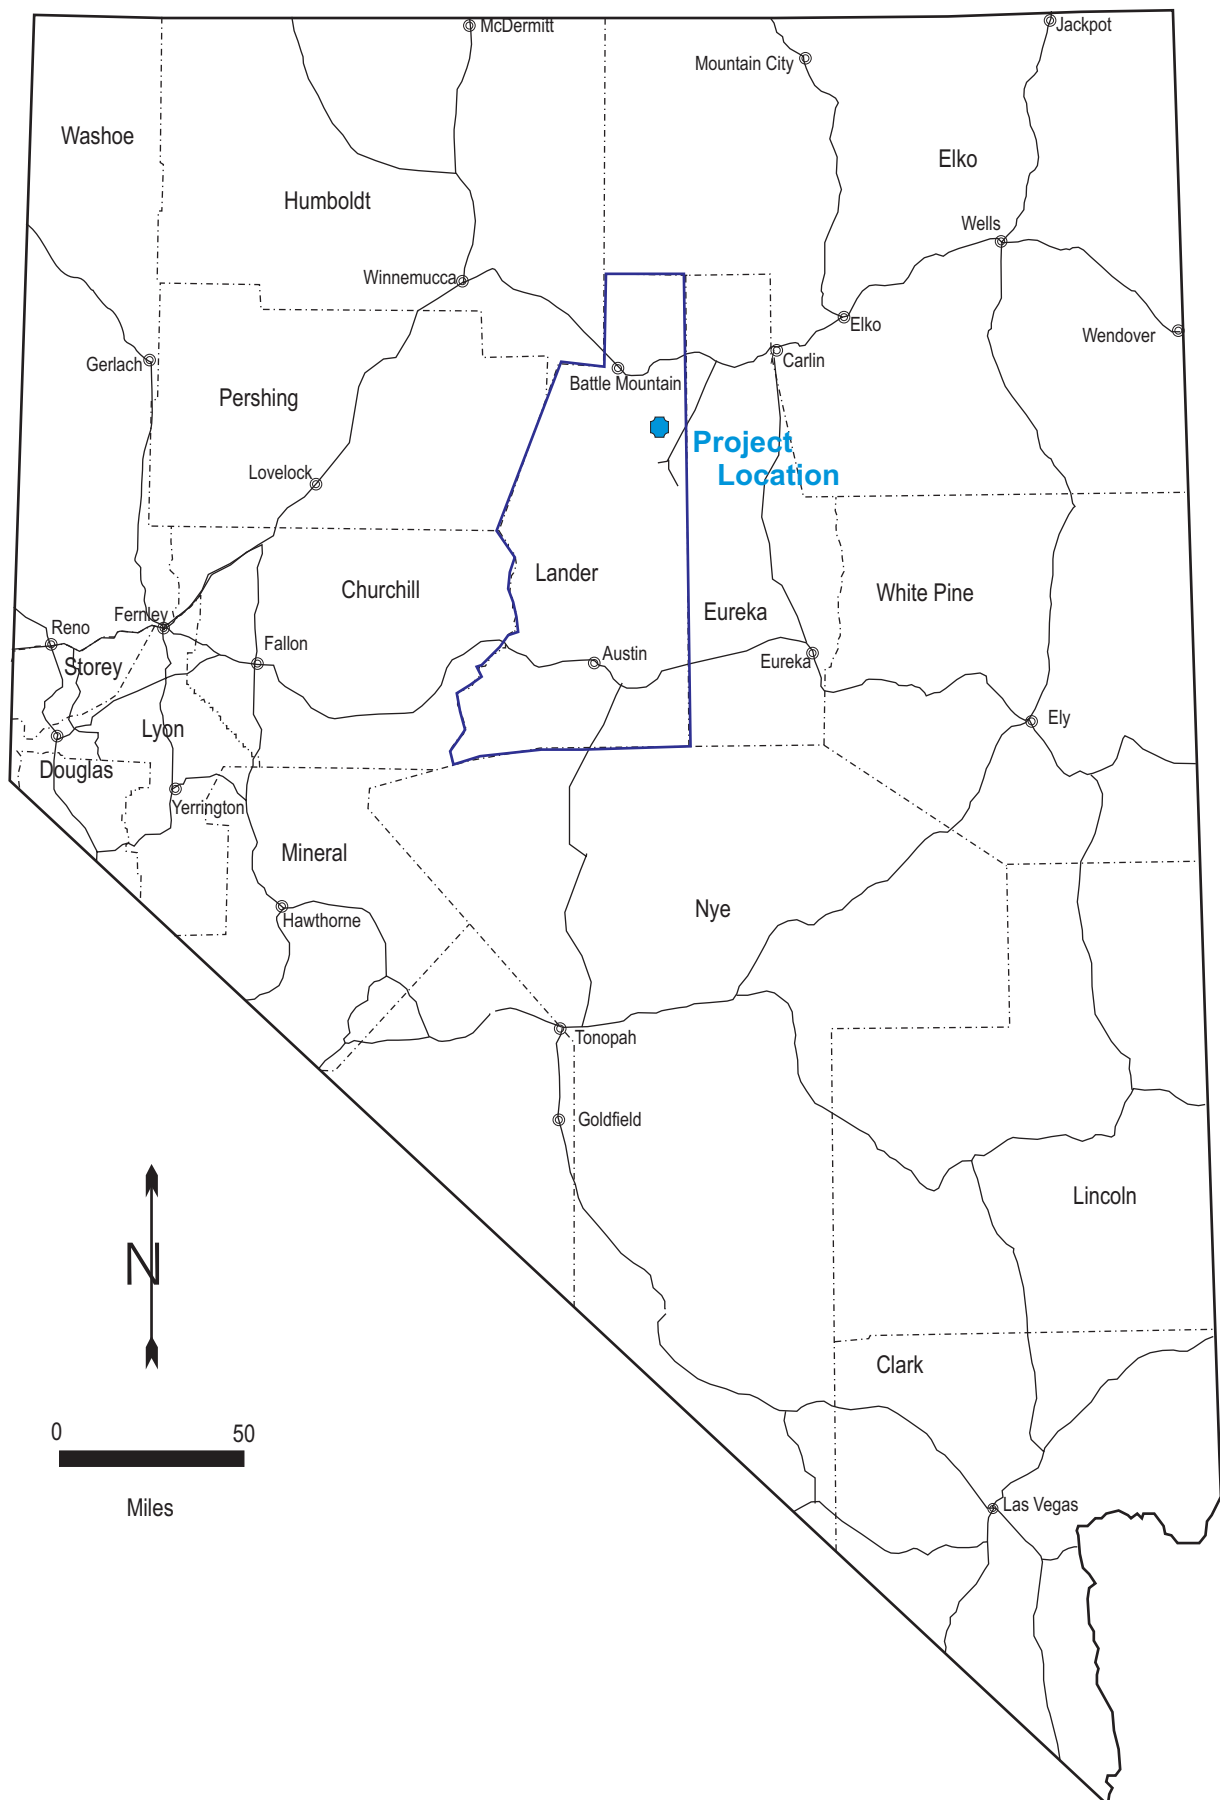 McDermitt
Jackpot
Mountain City
Washoe
Elko
Humboldt
Wells
Winnemucca
Elko
Wendover
Gerlach
Carlin
Battle Mountain
Pershing
Project
Location
Lovelock
Lander
Churchill
White Pine
Eureka
Fernley
Reno
Fallon
Austin
Eureka
Storey
Ely
Lyon
Douglas
Yerrington
Mineral
Nye
Hawthorne
Tonopah
Goldfield
Lincoln
N
Clark
0 50
Miles
Las Vegas